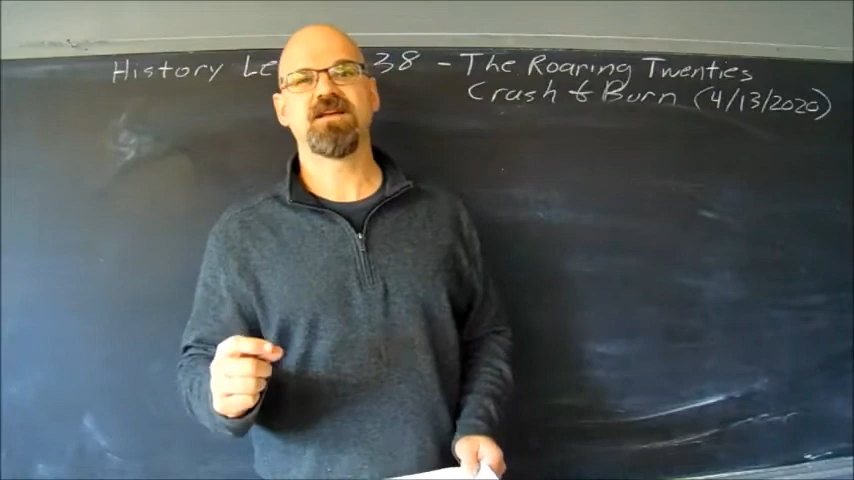 History Le 38 - The Roaring Twenties
Crash & Burn (4/13/2020)